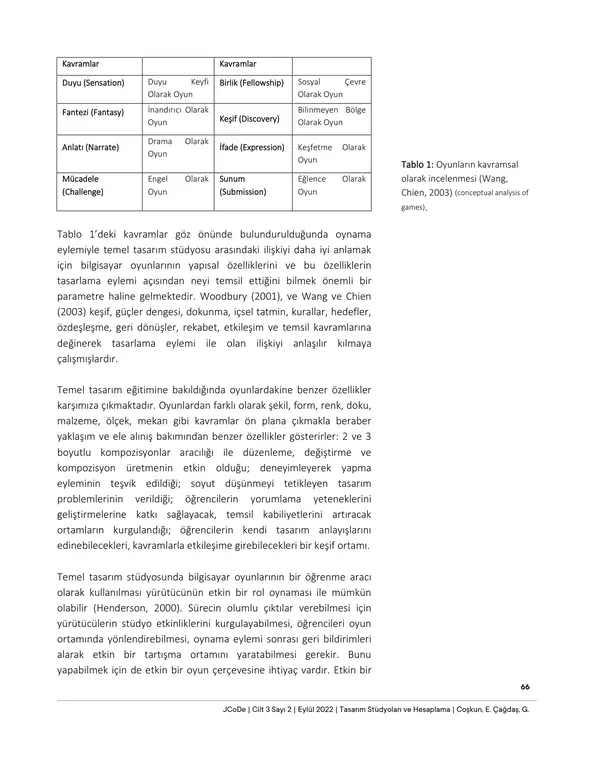 Kavramlar Kavramlar
Duyu (Sensation) Duyu Keyfi Birlik (Fellowship) Sosyal Çevre
Olarak Oyun Olarak Oyun
Fantezi (Fantasy) İnandırıcı Olarak Keşif (Discovery) Bilinmeyen Bölge
Oyun Olarak Oyun
Anlatı (Narrate) Drama Olarak İfade (Expression) Keşfetme Olarak
Oyun Oyun
Mücadele Engel Olarak Sunum Eğlence Olarak
(Challenge) Oyun (Submission) Oyun
Tablo 1: Oyunların kavramsal
olarak incelenmesi (Wang,
Chien, 2003) (conceptual analysis of
games).
Tablo 1'deki kavramlar göz önünde bulundurulduğunda oynama
eylemiyle temel tasarım stüdyosu arasındaki ilişkiyi daha iyi anlamak
için bilgisayar oyunlarının yapısal özelliklerini ve bu özelliklerin
tasarlama eylemi açısından neyi temsil ettiğini bilmek önemli bir
parametre haline gelmektedir. Woodbury (2001), ve Wang ve Chien
(2003) keşif, güçler dengesi, dokunma, içsel tatmin, kurallar, hedefler,
özdeşleşme, geri dönüşler, rekabet, etkileşim ve temsil kavramlarına
değinerek tasarlama eylemi ile olan ilişkiyi anlaşılır kılmaya
çalışmışlardır.
Temel tasarım eğitimine bakıldığında oyunlardakine benzer özellikler
karşımıza çıkmaktadır. Oyunlardan farklı olarak şekil, form, renk, doku,
malzeme, ölçek, mekan gibi kavramlar ön plana çıkmakla beraber
yaklaşım ve ele alınış bakımından benzer özellikler gösterirler: 2 ve 3
boyutlu kompozisyonlar aracılığı ile düzenleme, değiştirme ve
kompozisyon üretmenin etkin olduğu; deneyimleyerek yapma
eyleminin teşvik edildiği; soyut düşünmeyi tetikleyen tasarım
problemlerinin verildiği; öğrencilerin yorumlama yeteneklerini
geliştirmelerine katkı sağlayacak, temsil kabiliyetlerini artıracak
ortamların kurgulandığı; öğrencilerin kendi tasarım anlayışlarını
edinebilecekleri, kavramlarla etkileşime girebilecekleri bir keşif ortamı.
Temel tasarım stüdyosunda bilgisayar oyunlarının bir öğrenme aracı
olarak kullanılması yürütücünün etkin bir rol oynaması ile mümkün
olabilir (Henderson, 2000). Sürecin olumlu çıktılar verebilmesi için
yürütücülerin stüdyo etkinliklerini kurgulayabilmesi, öğrencileri oyun
ortamında yönlendirebilmesi, oynama eylemi sonrası geri bildirimleri
alarak etkin bir tartışma ortamını yaratabilmesi gerekir. Bunu
yapabilmek için de etkin bir oyun çerçevesine ihtiyaç vardır. Etkin bir
66
JCoDe | Cilt 3 Sayı 2 | Eylül 2022 | Tasarım Stüdyoları ve Hesaplama | Coşkun, E. Çağdaş, G.